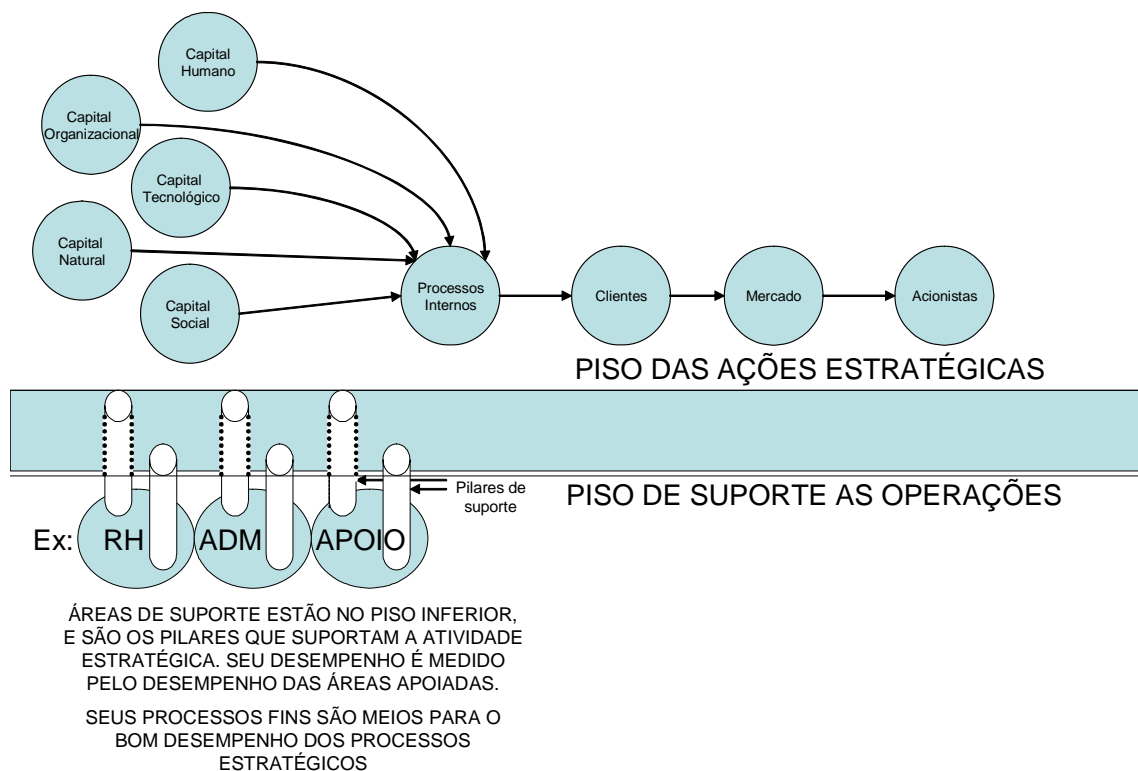 Capital
Humano
Capital
Organizacional
Capital
Tecnológico
Capital
Natural
Capital
Social
Processos
Internos
Clientes
Mercado
Acionistas
PISO DAS AÇÕES ESTRATÉGICAS
Pilares de
suporte
PISO DE SUPORTE AS OPERAÇÕES
Ex:
RH
ADM
APOIO
ÁREAS DE SUPORTE ESTÃO NO PISO INFERIOR,
E SÃO OS PILARES QUE SUPORTAM A ATIVIDADE
ESTRATÉGICA. SEU DESEMPENHO É MEDIDO
PELO DESEMPENHO DAS ÁREAS APOIADAS.
SEUS PROCESSOS FINS SÃO MEIOS PARA O
BOM DESEMPENHO DOS PROCESSOS
ESTRATÉGICOS